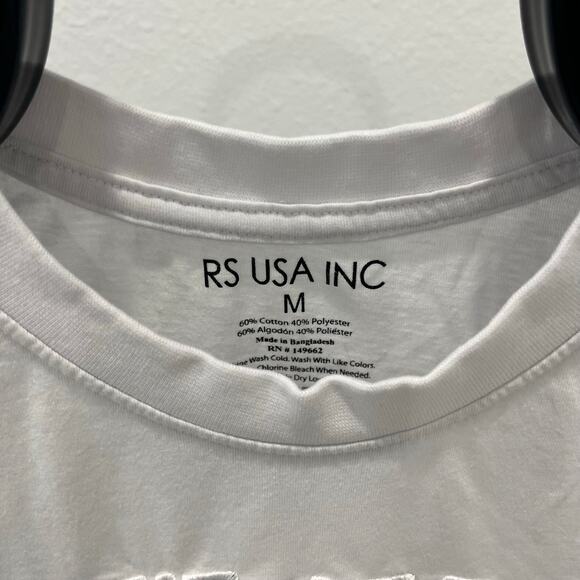 RS USA INC
M
60% Cotton 40% Polyester
60% Algodón 40% Poliéster
Made in Bangladesh
RN # 149662
Wash Cold. Wash With Like Colors.
Chlorine Bleach When Needed.
Dry